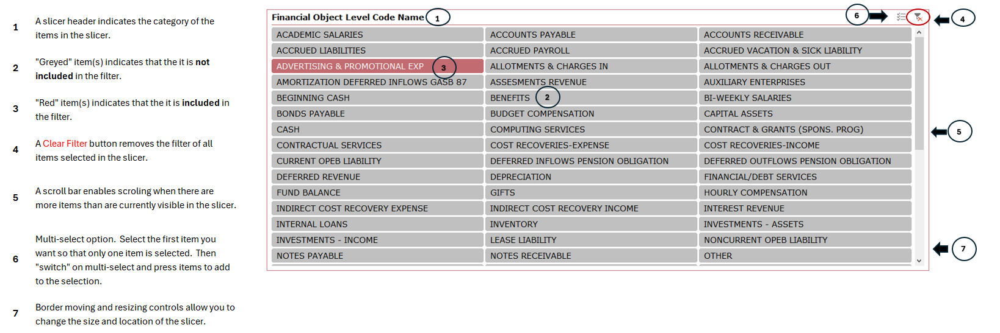 1
A slicer header indicates the category of the
items in the slicer.
2
"Greyed" item(s) indicates that the it is not
included in the filter.
3
"Red" item(s) indicates that the it is included in
the filter.
4
A Clear Filter button removes the filter of all
items selected in the slicer.
5
A scroll bar enables scroling when there are
more items than are currently visible in the slicer.
6
Multi-select option.  Select the first item you
want so that only one item is selected.  Then
"switch" on multi-select and press items to add
to the selection.
7
Border moving and resizing controls allow you to
change the size and location of the slicer.
Financial Object Level Code Name 1 6 4
ACADEMIC SALARIES ACCOUNTS PAYABLE ACCOUNTS RECEIVABLE
ACCRUED LIABILITIES ACCRUED PAYROLL ACCRUED VACATION & SICK LIABILITY
ADVERTISING & PROMOTIONAL EXP 3 ALLOTMENTS & CHARGES IN ALLOTMENTS & CHARGES OUT
AMORTIZATION DEFERRED INFLOWS GASB 87 ASSESMENTS REVENUE AUXILIARY ENTERPRISES
BEGINNING CASH BENEFITS 2 BI-WEEKLY SALARIES
BONDS PAYABLE BUDGET COMPENSATION CAPITAL ASSETS
CASH COMPUTING SERVICES CONTRACT & GRANTS (SPONS. PROG) 5
CONTRACTUAL SERVICES COST RECOVERIES-EXPENSE COST RECOVERIES-INCOME
CURRENT OPEB LIABILITY DEFERRED INFLOWS PENSION OBLIGATION DEFERRED OUTFLOWS PENSION OBLIGATION
DEFERRED REVENUE DEPRECIATION FINANCIAL/DEBT SERVICES
FUND BALANCE GIFTS HOURLY COMPENSATION
INDIRECT COST RECOVERY EXPENSE INDIRECT COST RECOVERY INCOME INTEREST REVENUE
INTERNAL LOANS INVENTORY INVESTMENTS - ASSETS
INVESTMENTS - INCOME LEASE LIABILITY NONCURRENT OPEB LIABILITY 7
NOTES PAYABLE NOTES RECEIVABLE OTHER